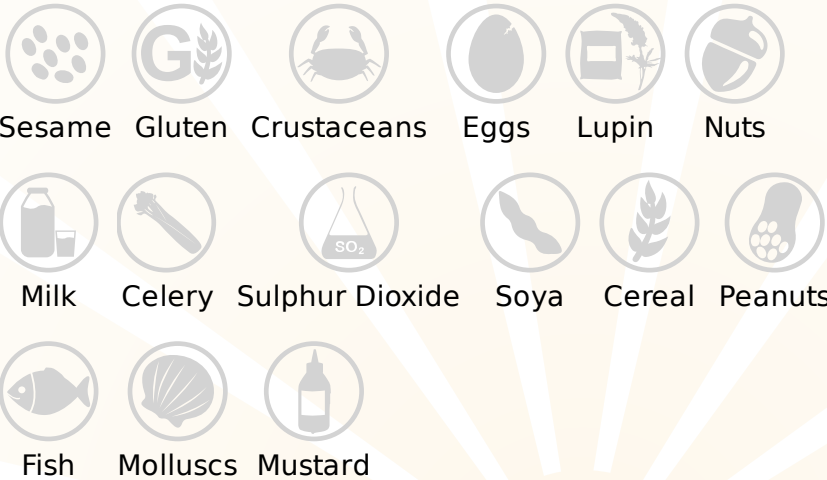 G
Sesame Gluten Crustaceans Eggs Lupin Nuts
SO₂
Milk Celery Sulphur Dioxide Soya Cereal Peanuts
Fish Molluscs Mustard